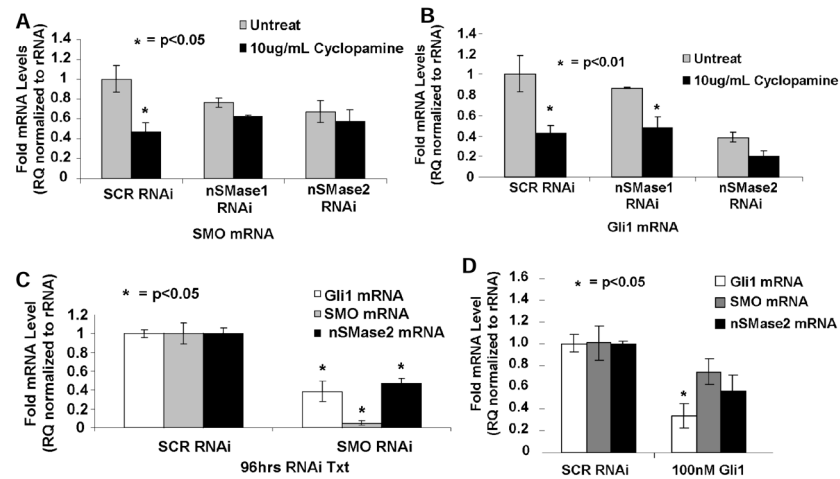 A
Fold mRNA Levels
(RQ normalized to rRNA)
1.4
1.2
1
0.8
0.6
0.4
0.2
0
* = p<0.05
Untreat
10ug/mL Cyclopamine
*
SCR RNAi
nSMase1
RNAi
nSMase2
RNAi
SMO mRNA
B
Fold mRNA Levels
(RQ normalized to rRNA)
1.4
1.2
1
0.8
0.6
0.4
0.2
0
* = p<0.01
Untreat
10ug/mL Cyclopamine
*
*
SCR RNAi
nSMase1
RNAi
nSMase2
RNAi
Gli1 mRNA
C
Fold mRNA Level
(RQ normalized to rRNA)
1.4
1.2
1
0.8
0.6
0.4
0.2
0
* = p<0.05
Gli1 mRNA
SMO mRNA
nSMase2 mRNA
*
*
*
SCR RNAi
SMO RNAi
96hrs RNAi Txt
D
Fold mRNA Level
(RQ normalized to rRNA)
1.6
1.4
1.2
1.0
0.8
0.6
0.4
0.2
0
* = p<0.05
Gli1 mRNA
SMO mRNA
nSMase2 mRNA
*
SCR RNAi
100nM Gli1